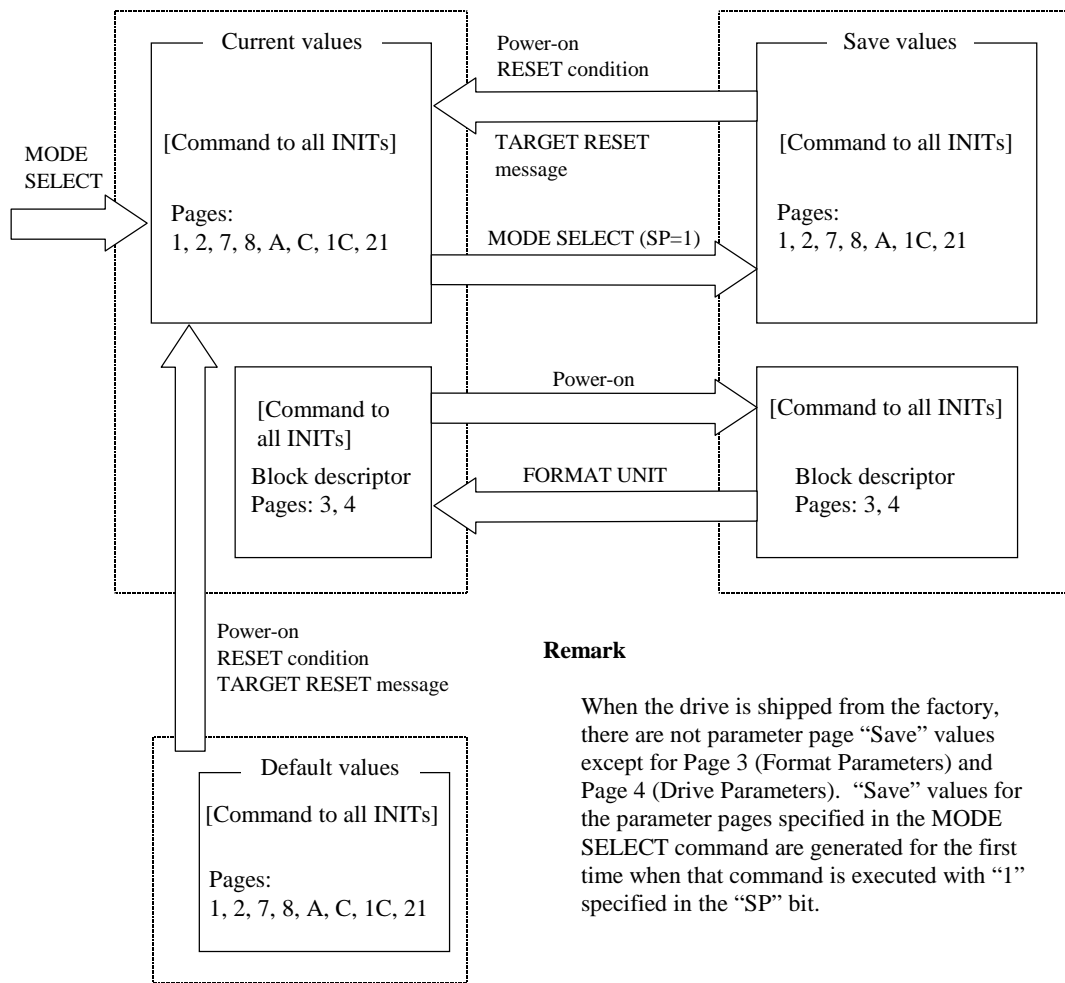 Current values
[Command to all INITs]
Pages:
1, 2, 7, 8, A, C, 1C, 21
MODE
SELECT
Power-on
RESET condition
TARGET RESET
message
MODE SELECT (SP=1)
Save values
[Command to all INITs]
Pages:
1, 2, 7, 8, A, 1C, 21
[Command to
all INITs]
Block descriptor
Pages: 3, 4
Power-on
FORMAT UNIT
[Command to all INITs]
Block descriptor
Pages: 3, 4
Power-on
RESET condition
TARGET RESET message
Default values
[Command to all INITs]
Pages:
1, 2, 7, 8, A, C, 1C, 21
Remark
When the drive is shipped from the factory,
there are not parameter page “Save” values
except for Page 3 (Format Parameters) and
Page 4 (Drive Parameters). “Save” values for
the parameter pages specified in the MODE
SELECT command are generated for the first
time when that command is executed with “1”
specified in the “SP” bit.